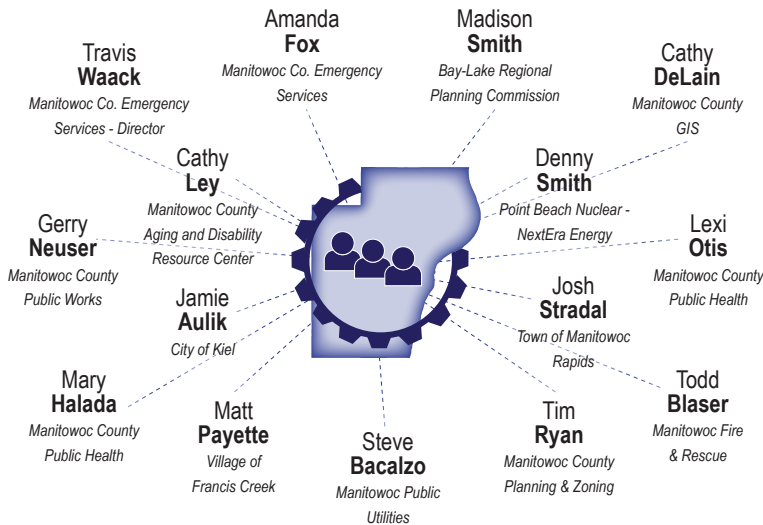 Amanda
Fox
Manitowoc Co. Emergency
Services
Madison
Smith
Bay-Lake Regional
Planning Commission
Travis
Waack
Manitowoc Co. Emergency
Services - Director
Cathy
DeLain
Manitowoc County
GIS
Cathy
Ley
Manitowoc County
Aging and Disability
Resource Center
Denny
Smith
Point Beach Nuclear -
NextEra Energy
Gerry
Neuser
Manitowoc County
Public Works
Lexi
Otis
Manitowoc County
Public Health
Jamie
Aulik
City of Kiel
Josh
Stradal
Town of Manitowoc
Rapids
Mary
Halada
Manitowoc County
Public Health
Matt
Payette
Village of
Francis Creek
Steve
Bacalzo
Manitowoc Public
Utilities
Tim
Ryan
Manitowoc County
Planning & Zoning
Todd
Blaser
Manitowoc Fire
& Rescue